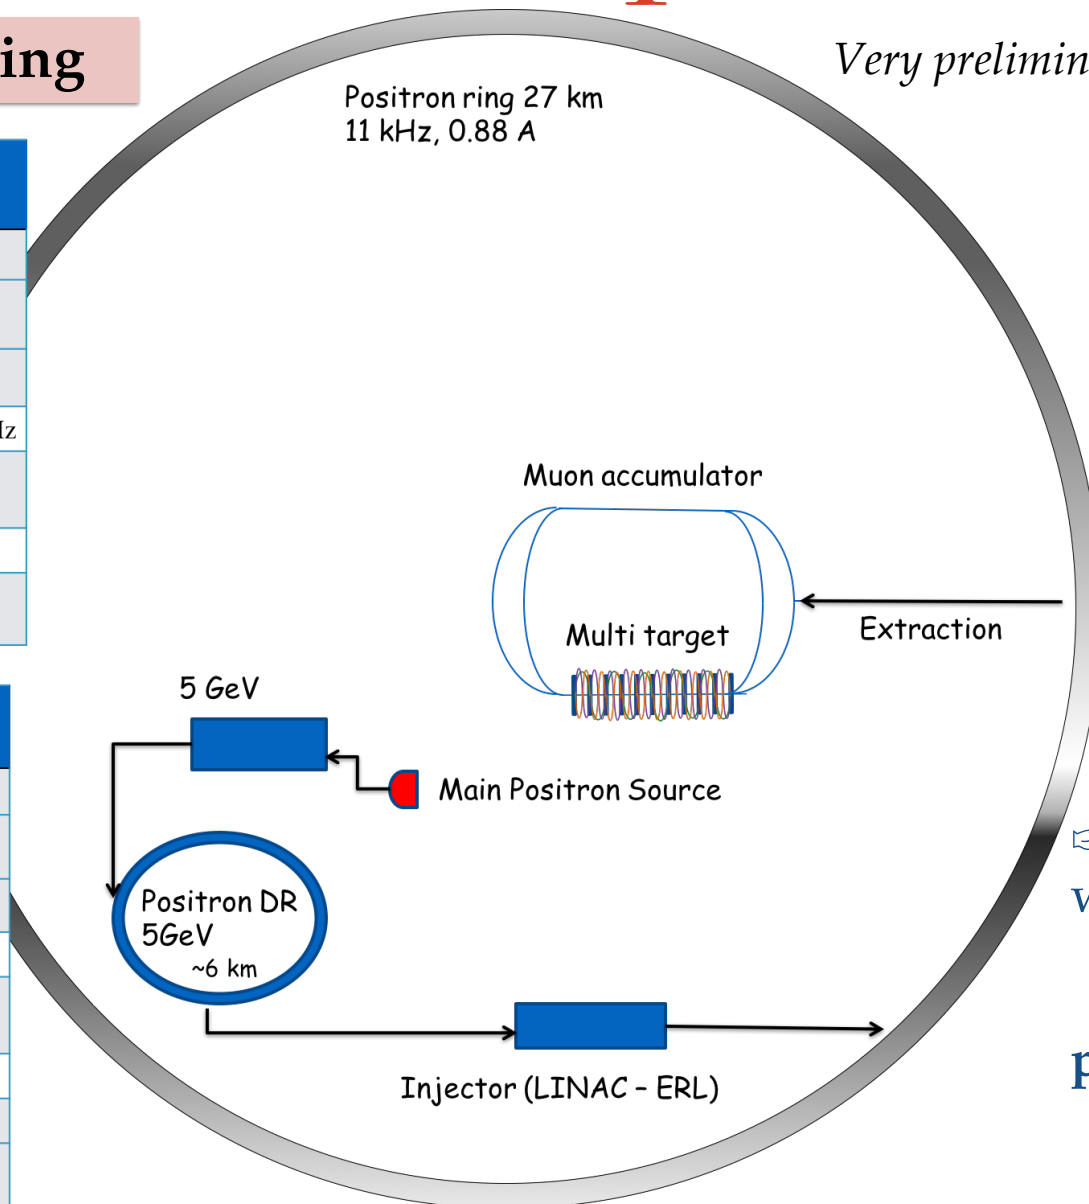 ing
Very prelimin
Positron ring 27 km
11 kHz, 0.88 A
Hz
Muon accumulator
Extraction
Multi target
5 GeV
Main Positron Source
Positron DR
5GeV
~6 km
Injector (LINAC – ERL)